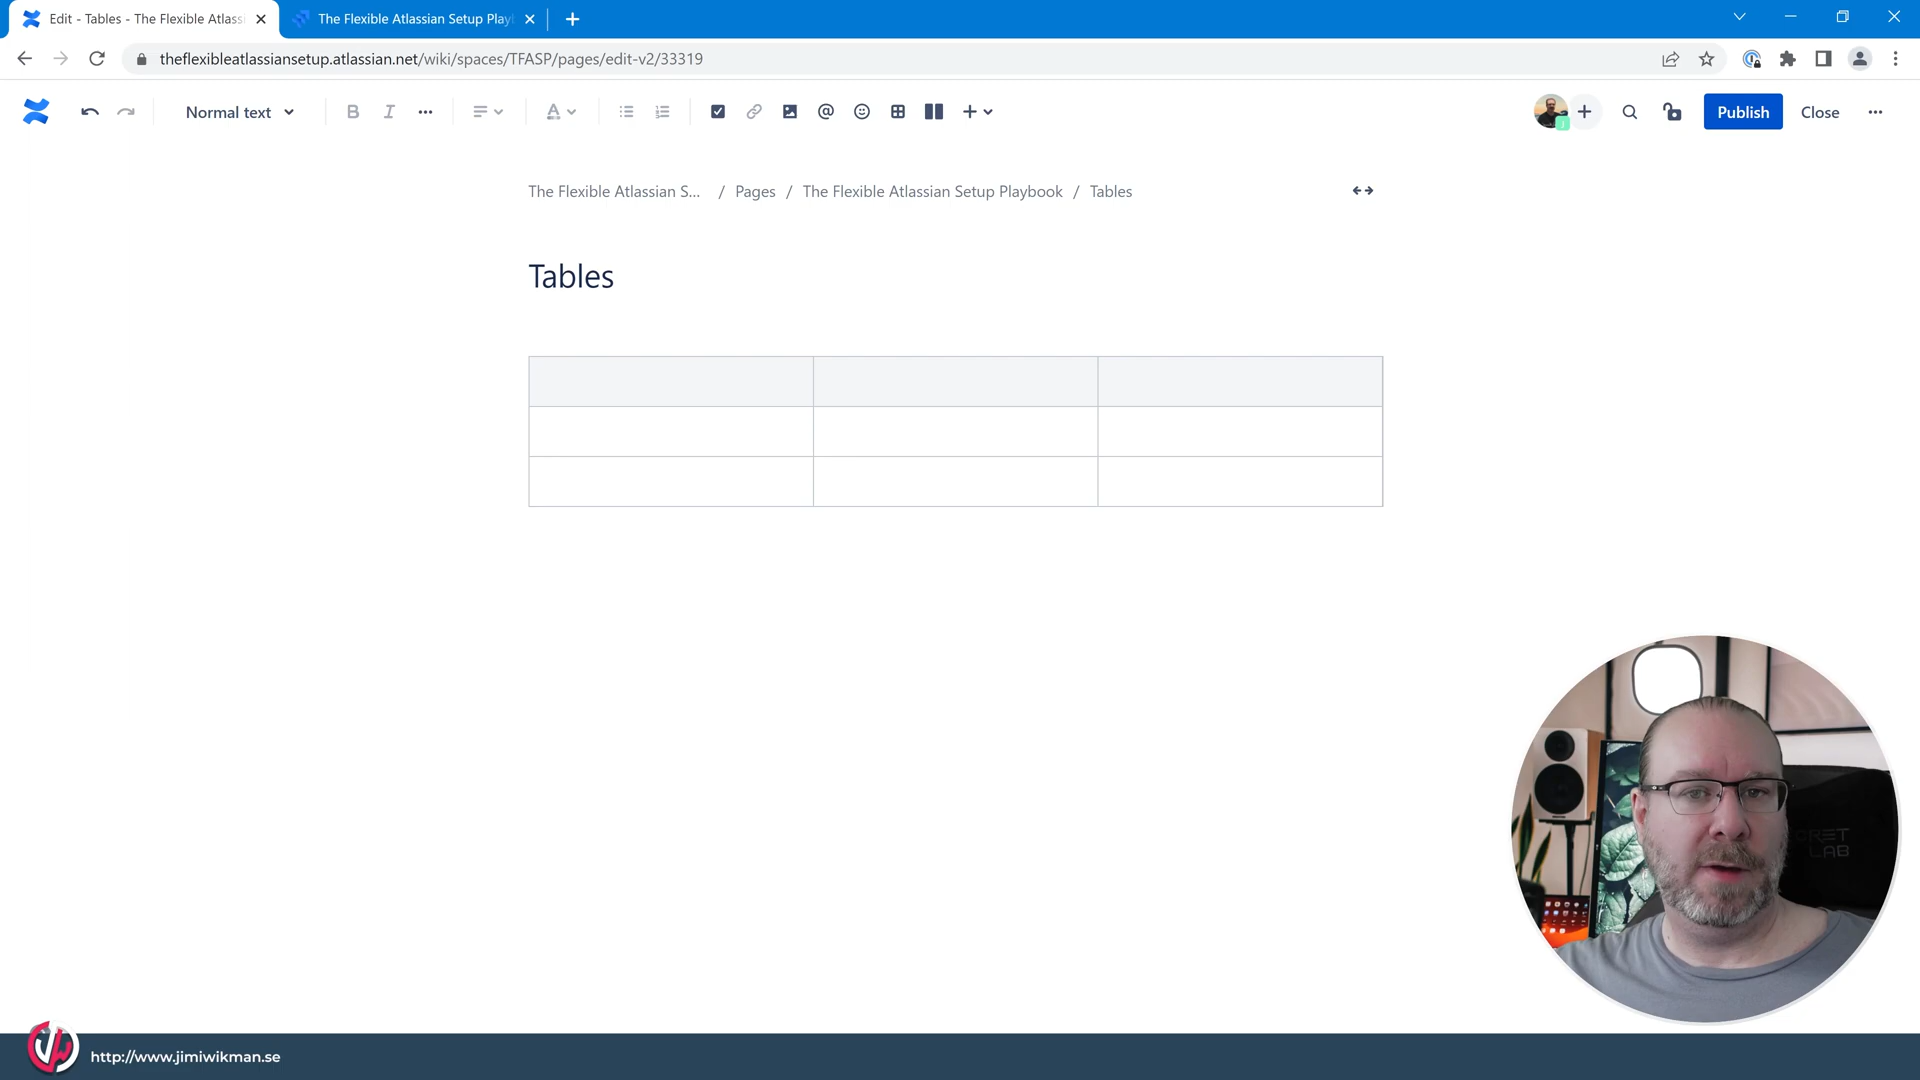 Edit - Tables - The Flexible Atlass
The Flexible Atlassian Setup Play
theflexibleatlassiansetup.atlassian.net/wiki/spaces/TFASP/pages/edit-v2/33319
Normal text
Publish
Close
The Flexible Atlassian S... / Pages / The Flexible Atlassian Setup Playbook / Tables
Tables
http://www.jimiwikman.se